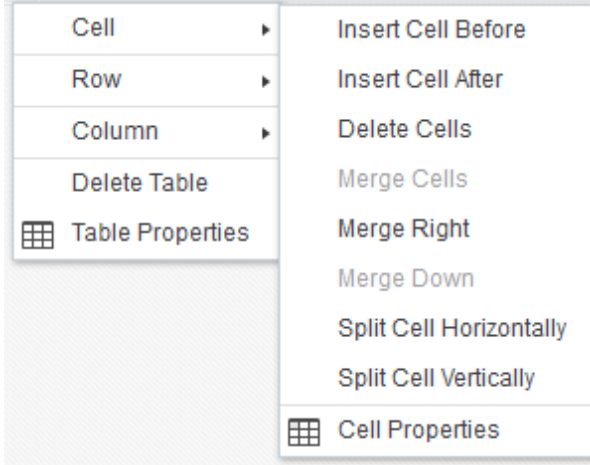 Cell
Row
Column
Delete Table
Table Properties
Insert Cell Before
Insert Cell After
Delete Cells
Merge Cells
Merge Right
Merge Down
Split Cell Horizontally
Split Cell Vertically
Cell Properties